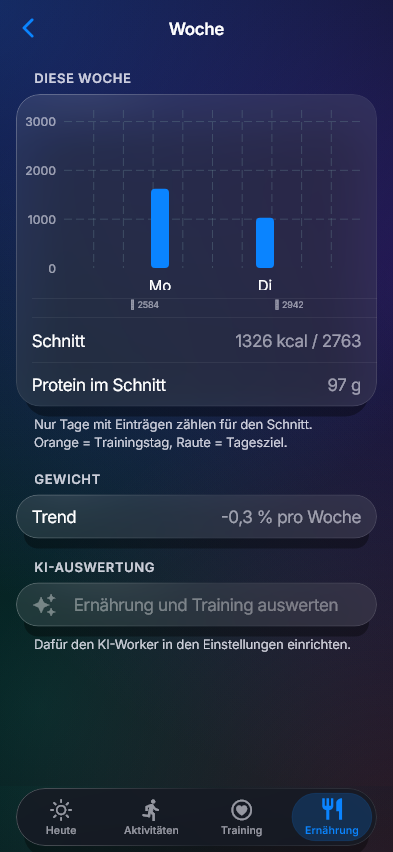 Woche
DIESE WOCHE
3000
2000
1000
0
Mo Di
2584 2942
Schnitt 1326 kcal / 2763
Protein im Schnitt 97 g
Nur Tage mit Einträgen zählen für den Schnitt.
Orange = Trainingstag, Raute = Tagesziel.
GEWICHT
Trend -0,3 % pro Woche
KI-AUSWERTUNG
Ernährung und Training auswerten
Dafür den KI-Worker in den Einstellungen einrichten.
Heute Aktivitäten Training Ernährung